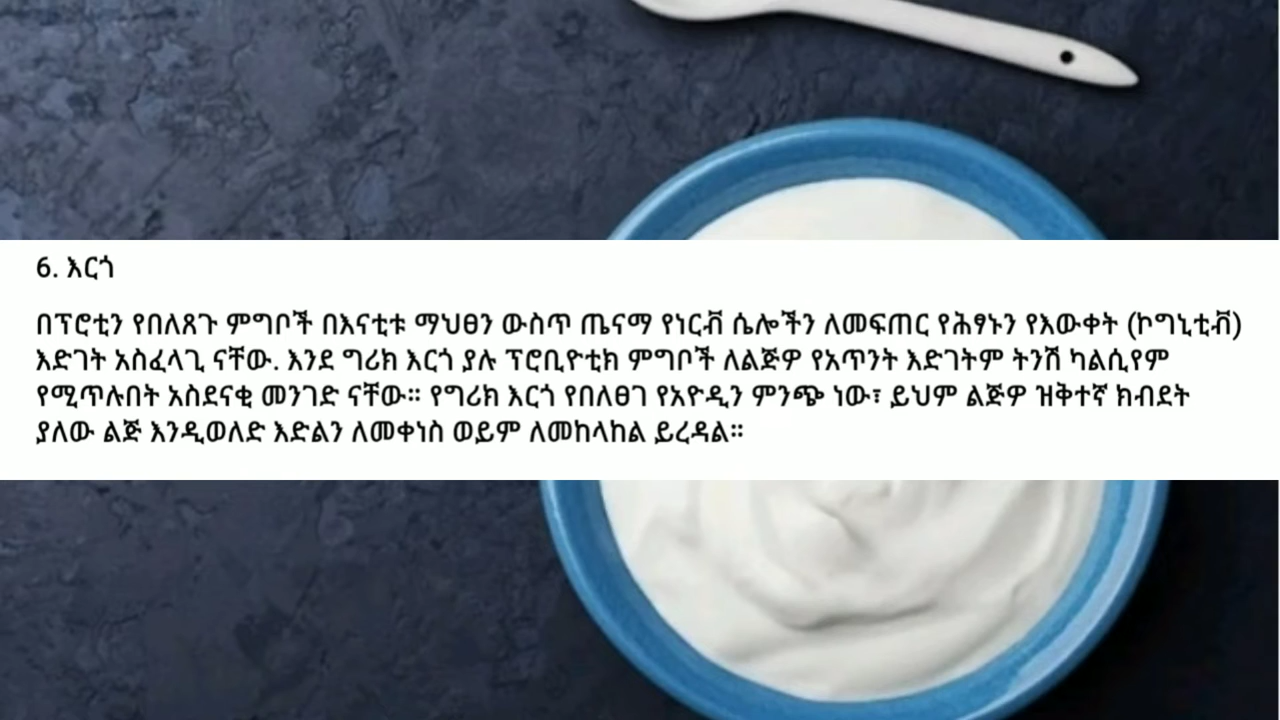 6. እርጎ
በፕሮቲን የበለጸጉ ምግቦች በእናቲቱ ማህፀን ውስጥ ጤናማ የነርቭ ሴሎችን ለመፍጠር የሕፃኑን የእውቀት (ኮግኒቲቭ)
እድገት አስፈላጊ ናቸው. እንደ ግሪክ እርጎ ያሉ ፕሮቢዮቲክ ምግቦች ለልጅዎ የአጥንት እድገትም ትንሽ ካልሲየም
የሚጥሉበት አስደናቂ መንገድ ናቸው። የግሪክ እርጎ የበለፀገ የአዮዲን ምንጭ ነው፣ ይህም ልጅዎ ዝቅተኛ ክብደት
ያለው ልጅ እንዲወለድ እድልን ለመቀነስ ወይም ለመከላከል ይረዳል።